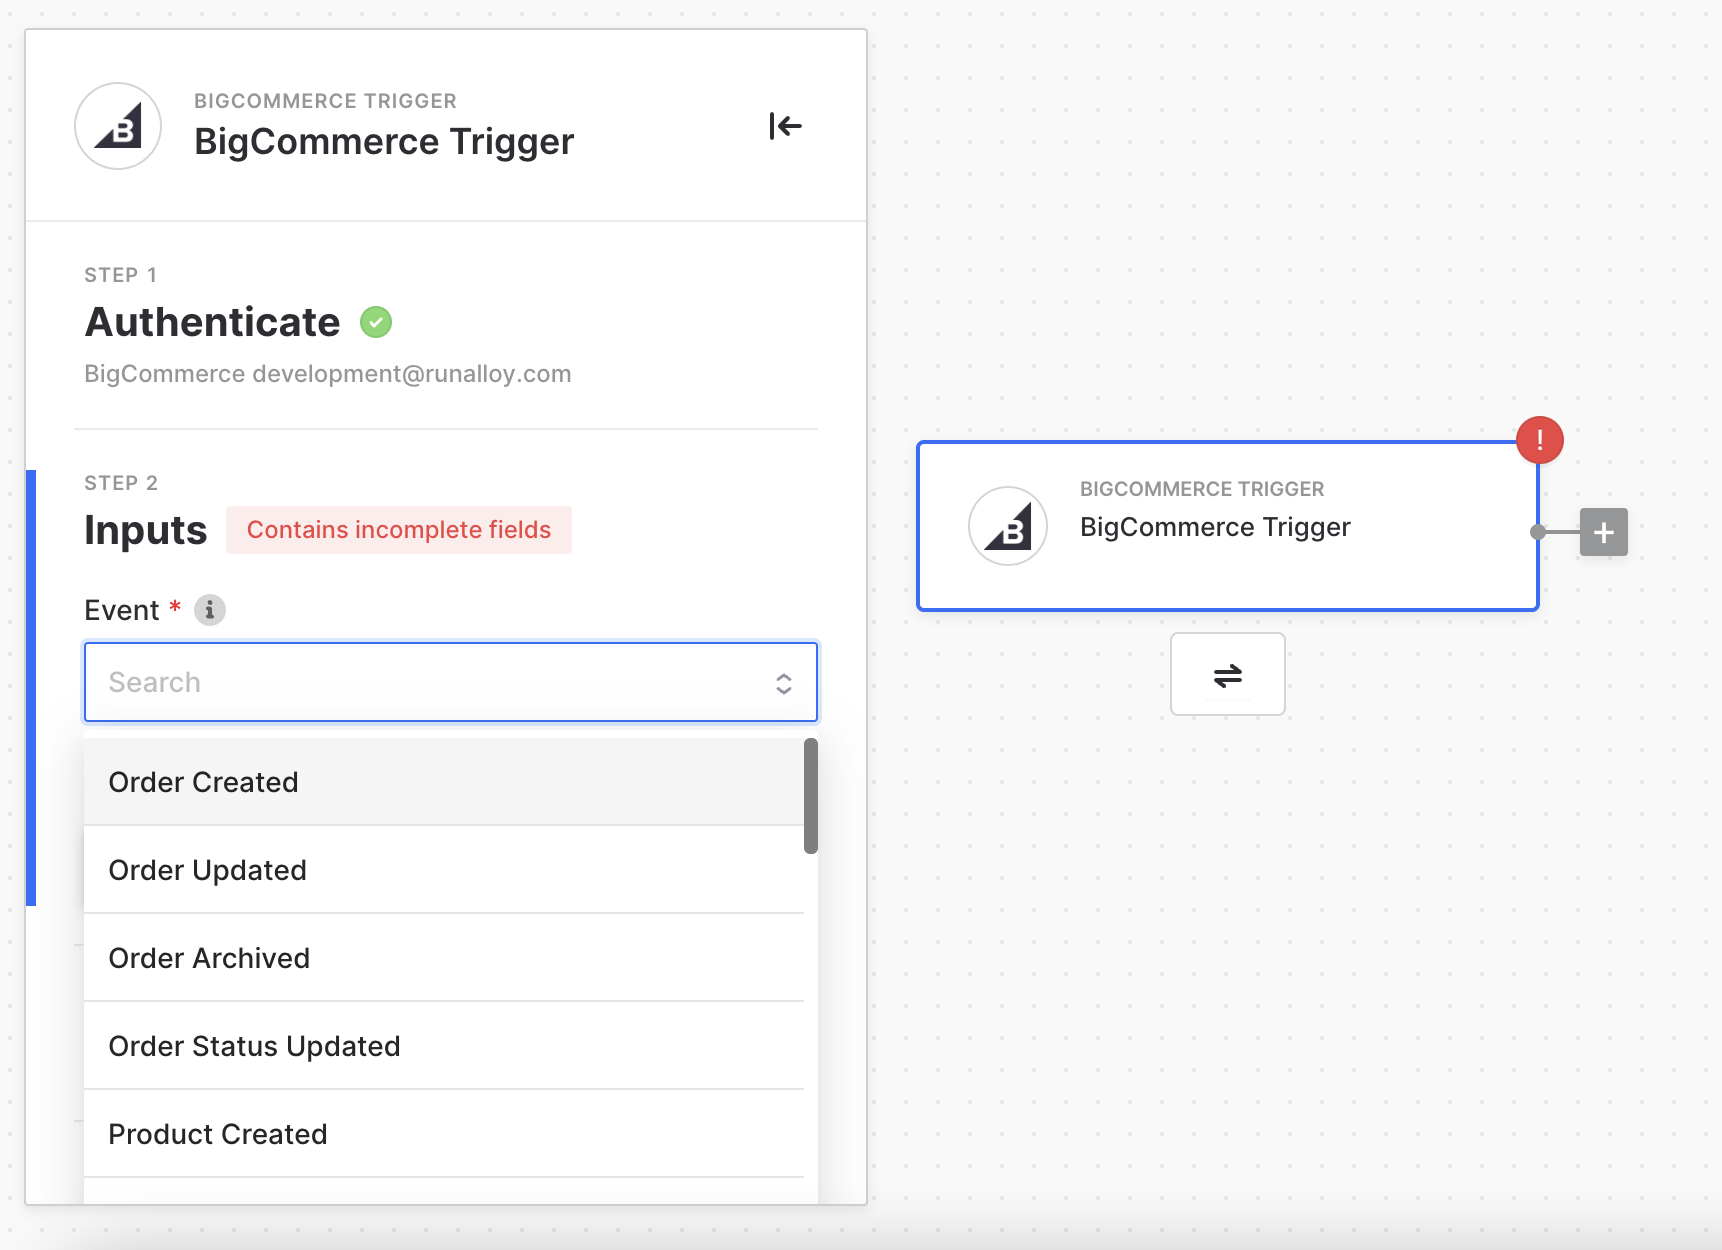 BIGCOMMERCE TRIGGER
BigCommerce Trigger
STEP 1
Authenticate
BigCommerce development@runalloy.com
STEP 2
Inputs Contains incomplete fields
Event *
Search
Order Created
Order Updated
Order Archived
Order Status Updated
Product Created
BIGCOMMERCE TRIGGER
BigCommerce Trigger